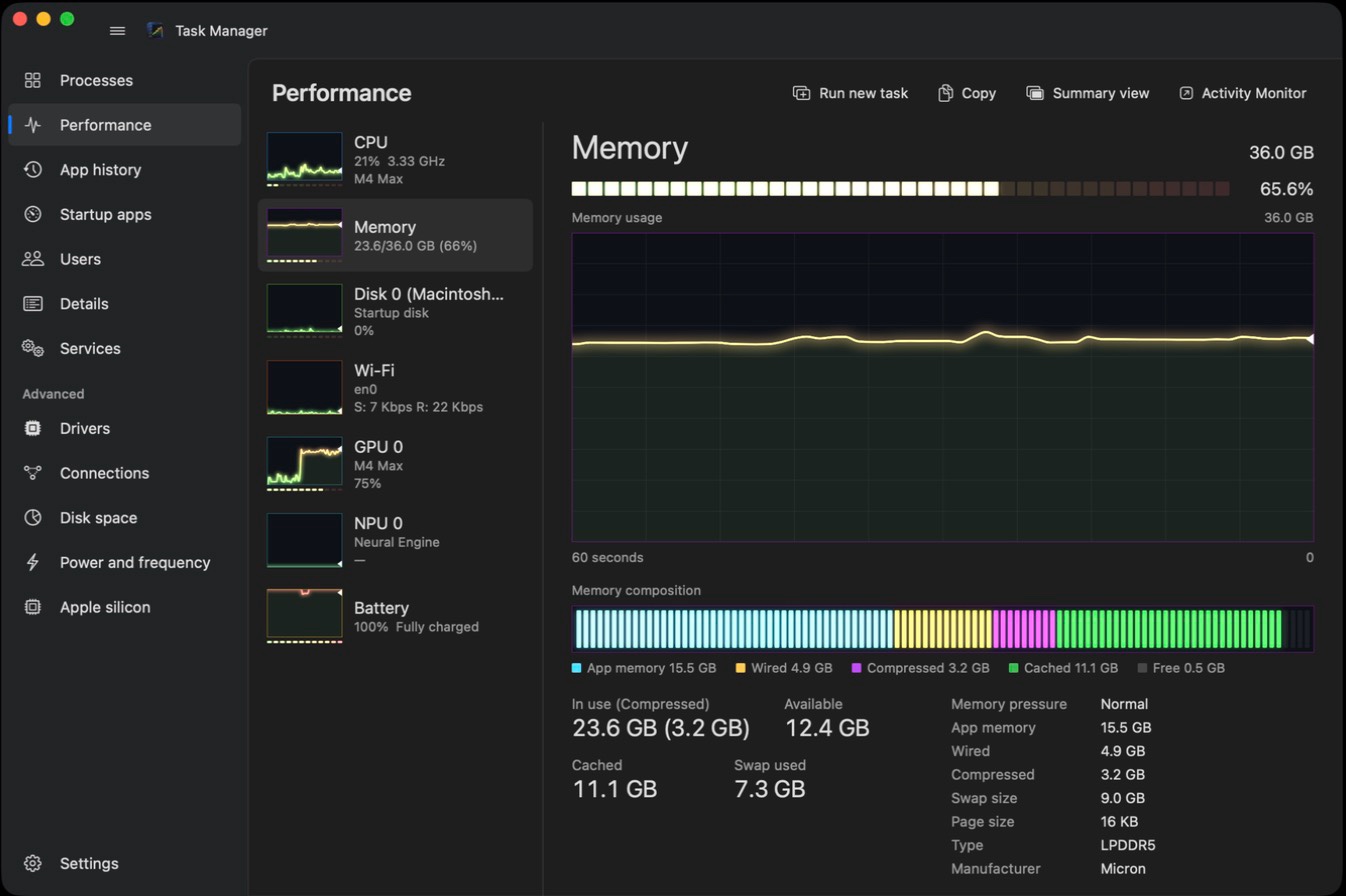 Task Manager
Processes
Performance
App history
Startup apps
Users
Details
Services
Advanced
Drivers
Connections
Disk space
Power and frequency
Apple silicon
Settings
Performance
Run new task
Copy
Summary view
Activity Monitor
CPU
21% 3.33 GHz
M4 Max
Memory
23.6/36.0 GB (66%)
Disk 0 (Macintosh...
Startup disk
0%
Wi-Fi
en0
S: 7 Kbps R: 22 Kbps
GPU 0
M4 Max
75%
NPU 0
Neural Engine
—
Battery
100% Fully charged
Memory
36.0 GB
65.6%
Memory usage
36.0 GB
60 seconds
0
Memory composition
App memory 15.5 GB
Wired 4.9 GB
Compressed 3.2 GB
Cached 11.1 GB
Free 0.5 GB
In use (Compressed)
23.6 GB (3.2 GB)
Available
12.4 GB
Cached
11.1 GB
Swap used
7.3 GB
Memory pressure Normal
App memory 15.5 GB
Wired 4.9 GB
Compressed 3.2 GB
Swap size 9.0 GB
Page size 16 KB
Type LPDDR5
Manufacturer Micron